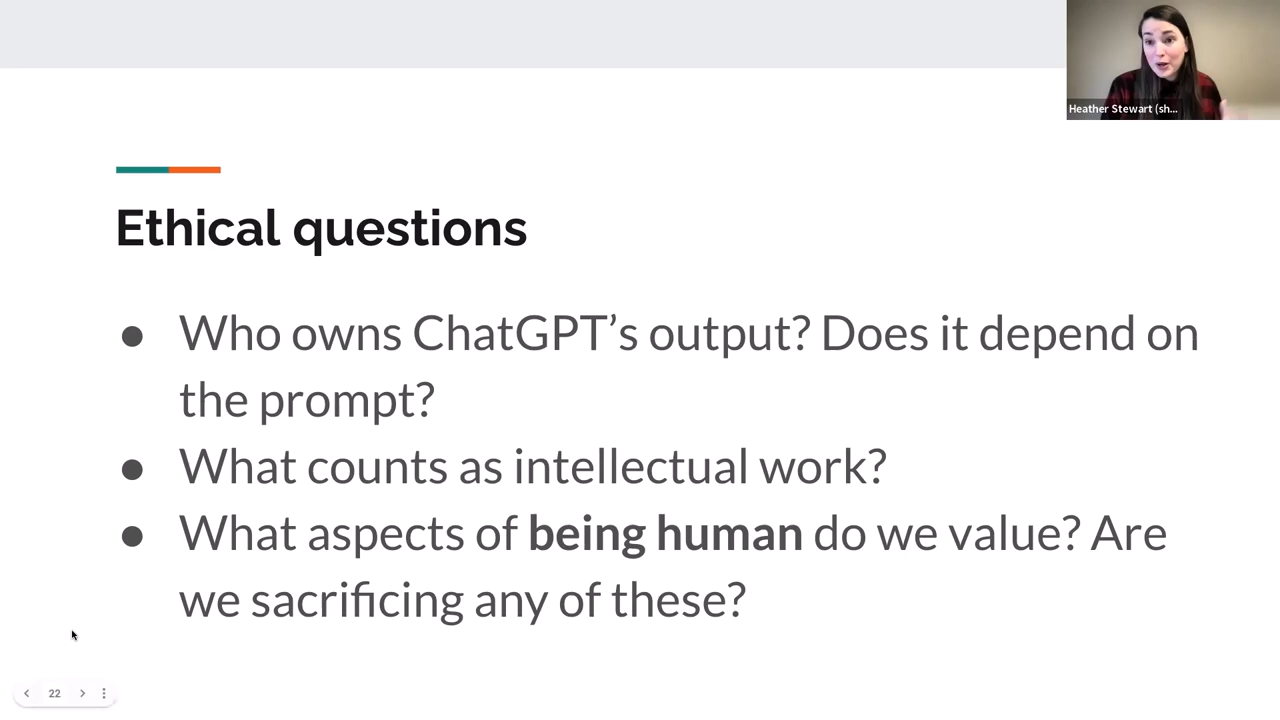 Heather Stewart (sh...
Ethical questions
● Who owns ChatGPT’s output? Does it depend on
the prompt?
● What counts as intellectual work?
● What aspects of being human do we value? Are
we sacrificing any of these?
22